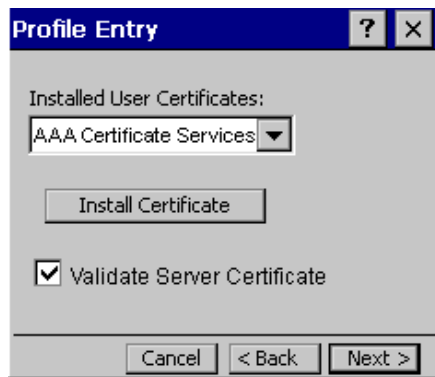 Profile Entry ? ×
Installed User Certificates:
AAA Certificate Services
Install Certificate
Validate Server Certificate
Cancel < Back Next >